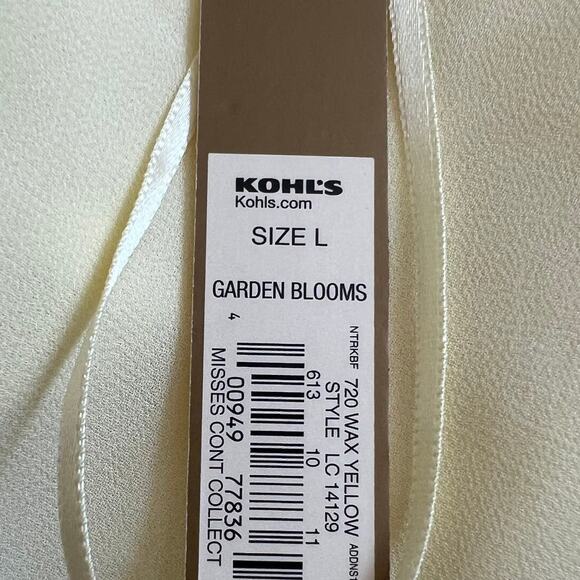 KOHL'S
Kohls.com
SIZE L
GARDEN BLOOMS
NTRKBF 720 WAX YELLOW ADDNS1
STYLE LC 14129
613 10 11
4 00949 77836
MISSES CONT COLLECT